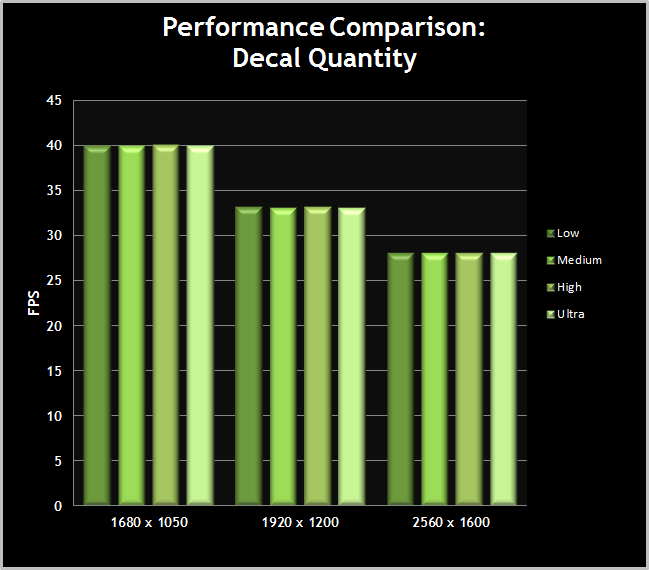 Performance Comparison:
Decal Quantity
45
40
35
30
25
20
15
10
5
0
FPS
1680 x 1050
1920 x 1200
2560 x 1600
Low
Medium
High
Ultra